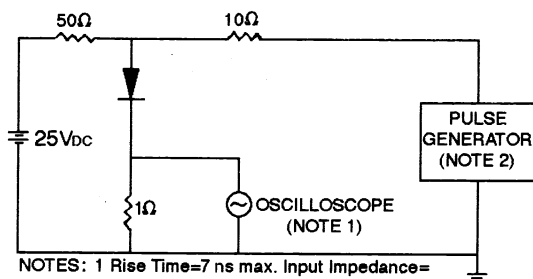 50Ω
10Ω
25VDC
PULSE
GENERATOR
(NOTE 2)
1Ω
OSCILLOSCOPE
(NOTE 1)
NOTES: 1 Rise Time=7 ns max. Input Impedance=